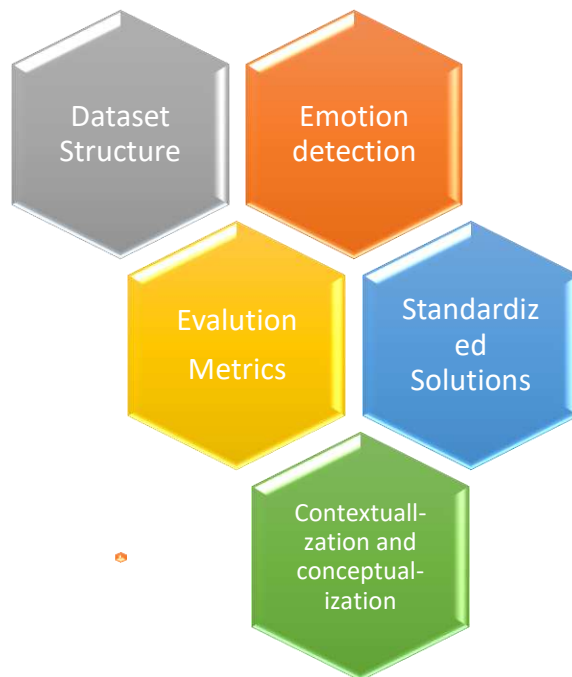 Dataset
Structure
Emotion
detection
Evalution
Metrics
Standardiz
ed
Solutions
Contextuall-
zation and
conceptual-
ization